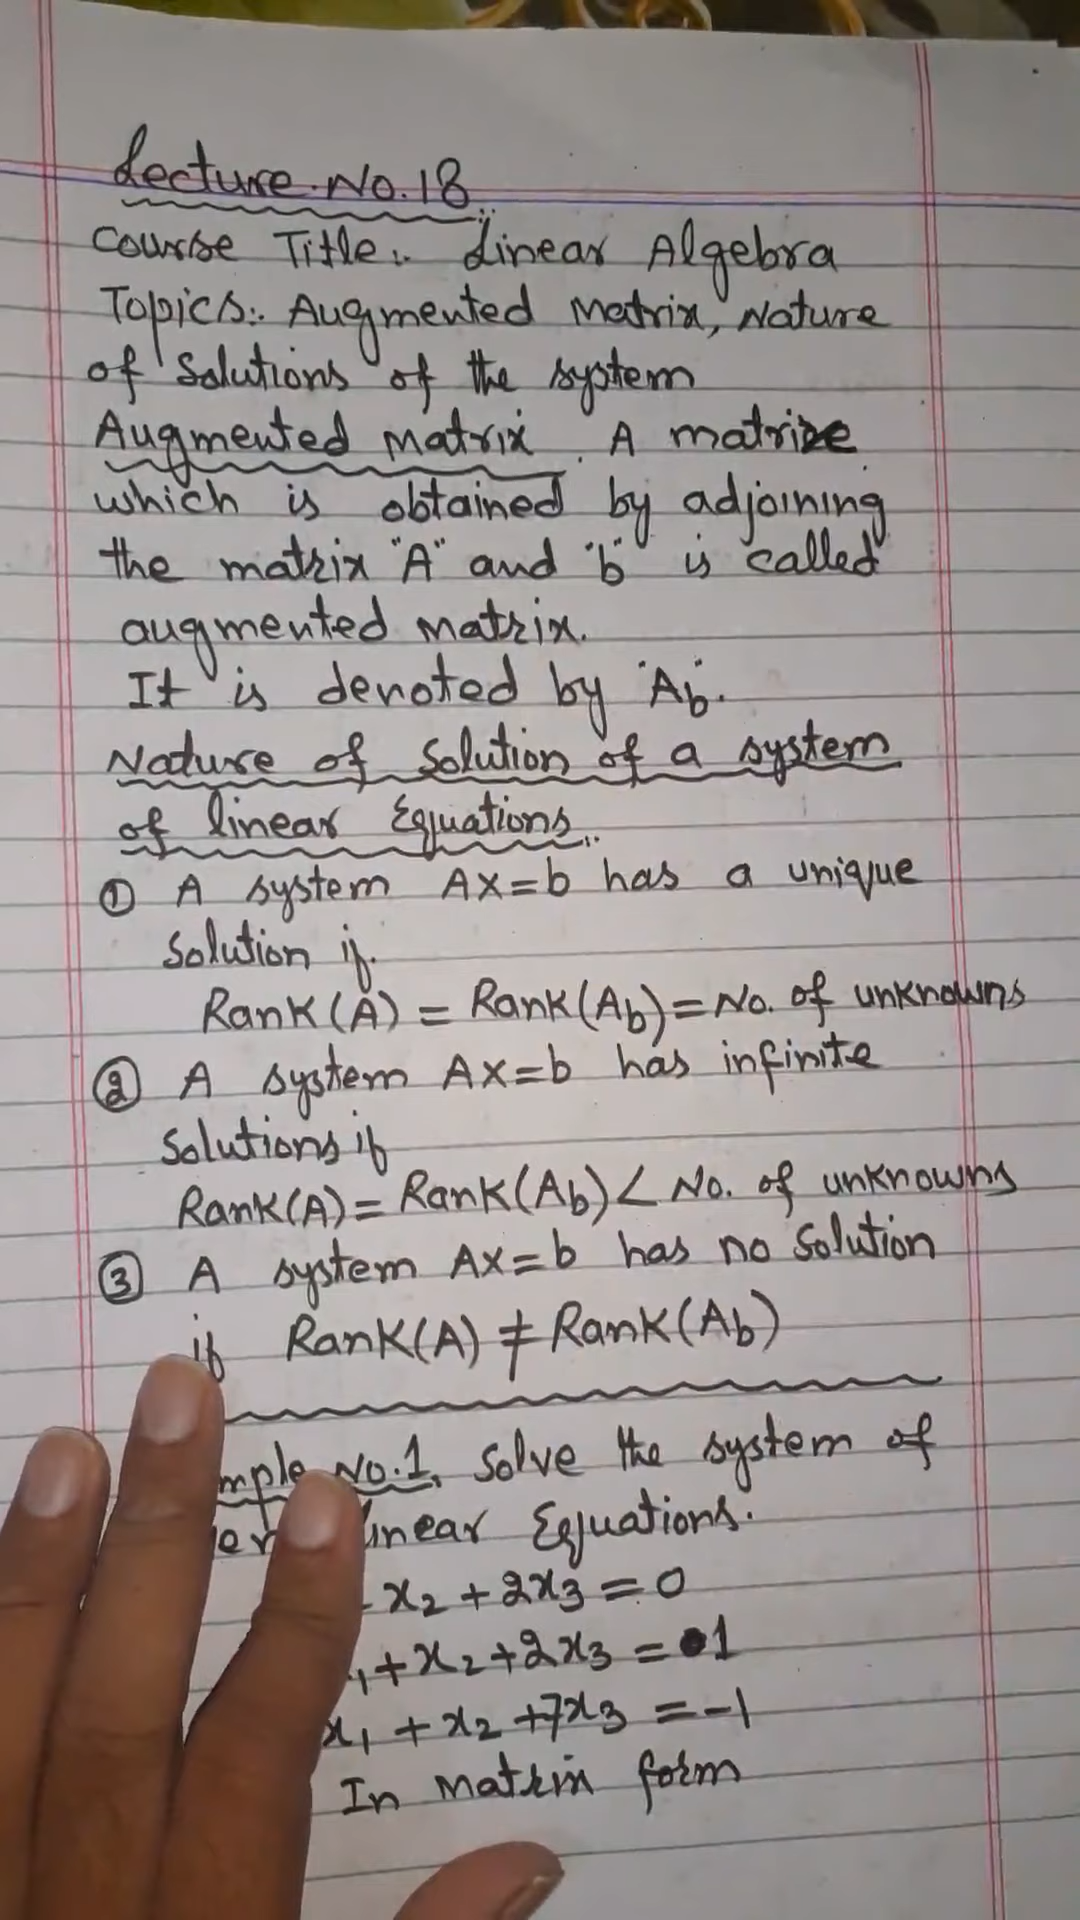 Lecture No. 18
Course Title:. Linear Algebra
Topics:. Augmented Matrix, Nature
of Solutions of the system
Augmented Matrix. A matrixe
which is obtained by adjoining
the matrix "A" and "b" is called
augmented matrix.
It is denoted by "Ab".
Nature of Solution of a system
of linear Equations..
① A system AX=b has a unique
Solution if.
Rank(A) = Rank(Ab) = No. of unknowns
② A system AX=b has infinite
Solutions if
Rank(A) = Rank(Ab) < No. of unknowns
③ A system AX=b has no solution
if Rank(A) ≠ Rank(Ab)
mple No.1. Solve the system of
inear Equations.
x2 + 2x3 = 0
+ x2 + 2x3 = 1
x1 + x2 + 7x3 = -1
In Matrix form